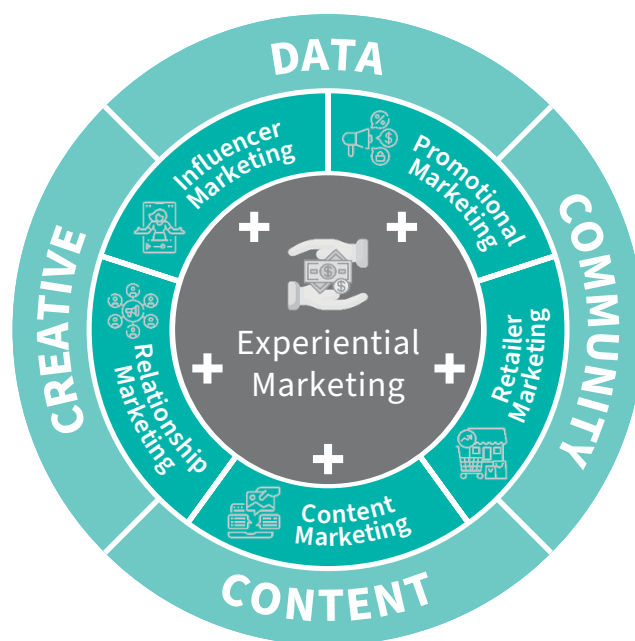 DATA
Influencer
Marketing
Promotional
Marketing
COMMUNITY
CREATIVE
Experiential
Marketing
Retailer
Marketing
Relationship
Marketing
Content
Marketing
CONTENT